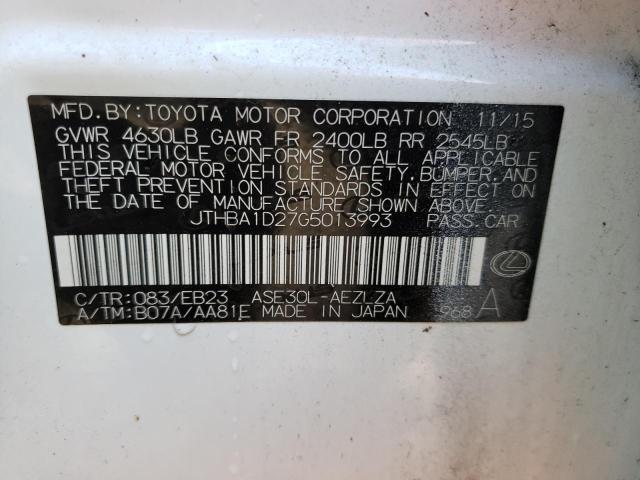 MFD. BY: TOYOTA MOTOR CORPORATION 11/15
GVWR 4630LB GAWR FR 2400LB RR 2545LB
THIS VEHICLE CONFORMS TO ALL APPLICABLE
FEDERAL MOTOR VEHICLE SAFETY, BUMPER, AND
THEFT PREVENTION STANDARDS IN EFFECT ON
THE DATE OF MANUFACTURE SHOWN ABOVE.
JTHBA1D27G5013993 PASS. CAR
C/TR: 083/EB23 ASE30L-AEZLZA
A/TM: B07A/AA81E MADE IN JAPAN 968 A